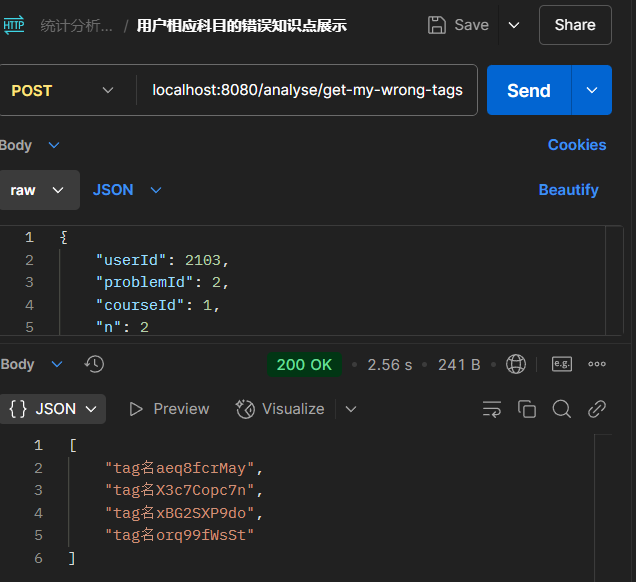 HTTP 统计分析... / 用户相应科目的错误知识点展示 Save Share
POST localhost:8080/analyse/get-my-wrong-tags Send
Body Cookies
raw JSON Beautify
1 {
2 "userId": 2103,
3 "problemId": 2,
4 "courseId": 1,
5 "n": 2
Body 200 OK • 2.56 s • 241 B • e.g.
{} JSON Preview Visualize
1 [
2 "tag名aeq8fcrMay",
3 "tag名X3c7Copc7n",
4 "tag名xBG2SXP9do",
5 "tag名orq99fWsSt"
6 ]